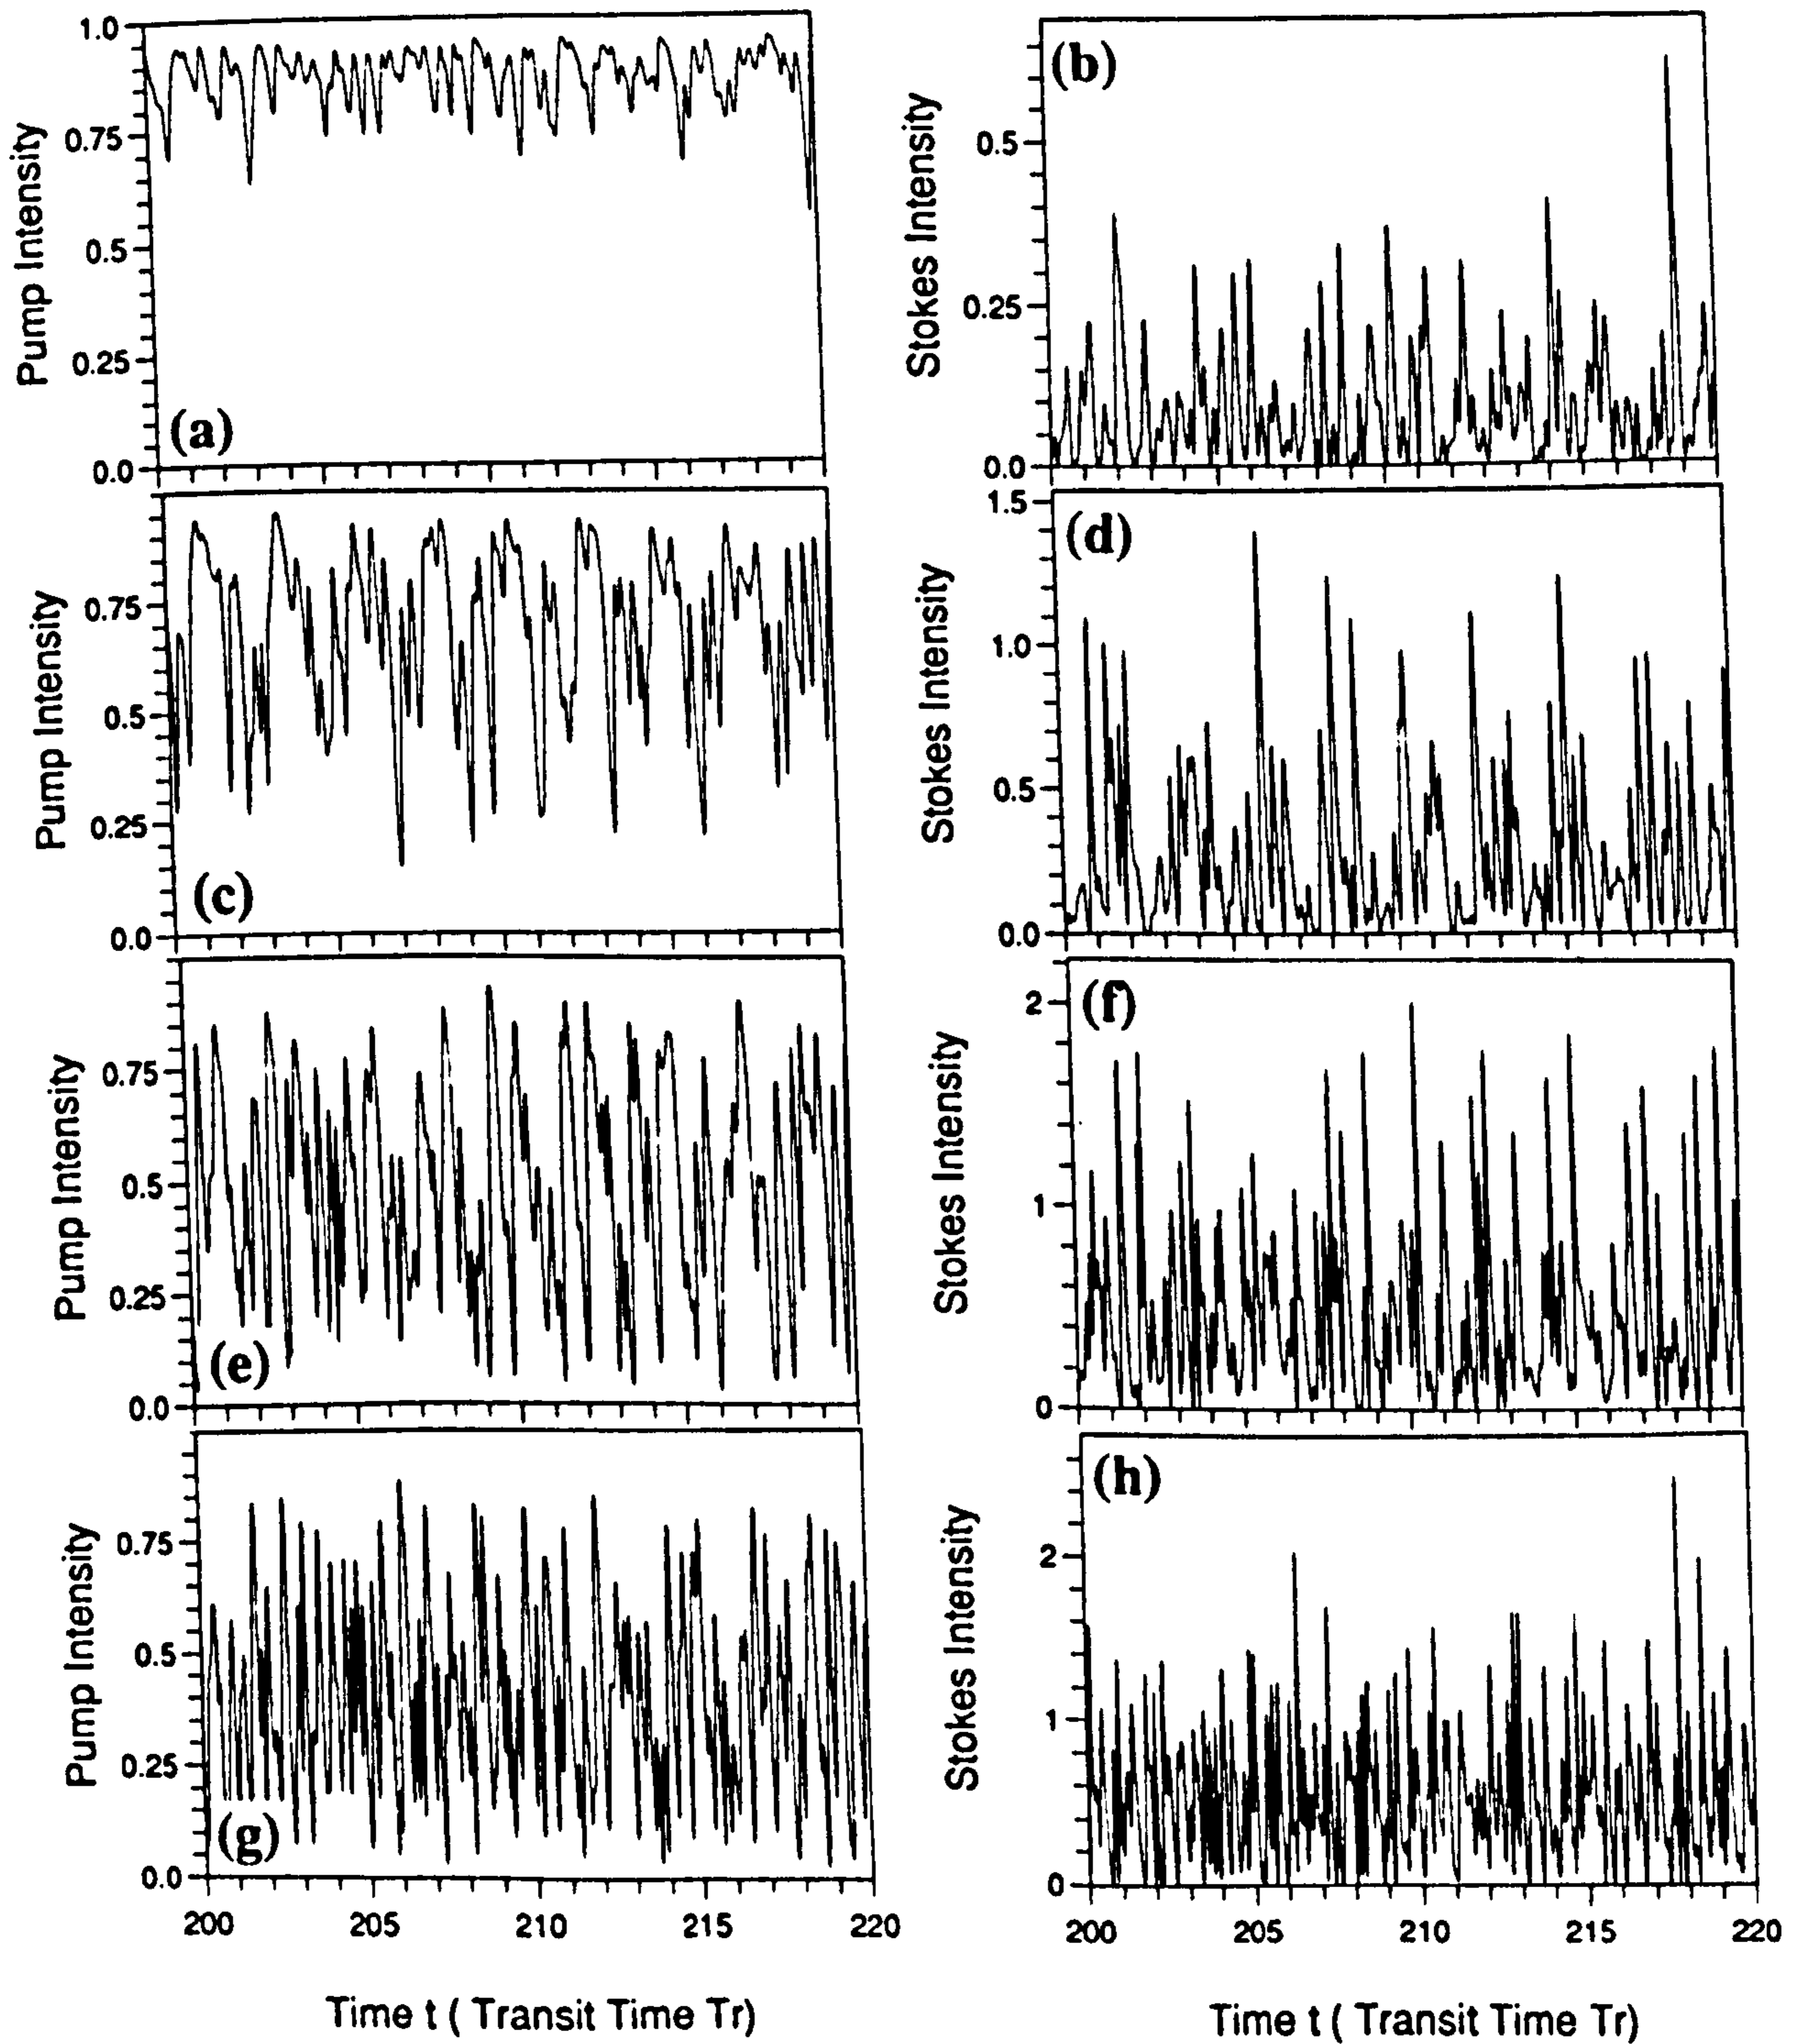 Pump Intensity
1.0
0.75
0.5
0.25
0.0
(a)
Stokes Intensity
0.5
0.25
0.0
(b)
Pump Intensity
0.75
0.5
0.25
0.0
(c)
Stokes Intensity
1.5
1.0
0.5
0.0
(d)
Pump Intensity
0.75
0.5
0.25
0.0
(e)
Stokes Intensity
2
1
0
(f)
Pump Intensity
0.75
0.5
0.25
0.0
(g)
200 205 210 215 220
Time t ( Transit Time Tr)
Stokes Intensity
2
1
0
(h)
200 205 210 215 220
Time t ( Transit Time Tr)